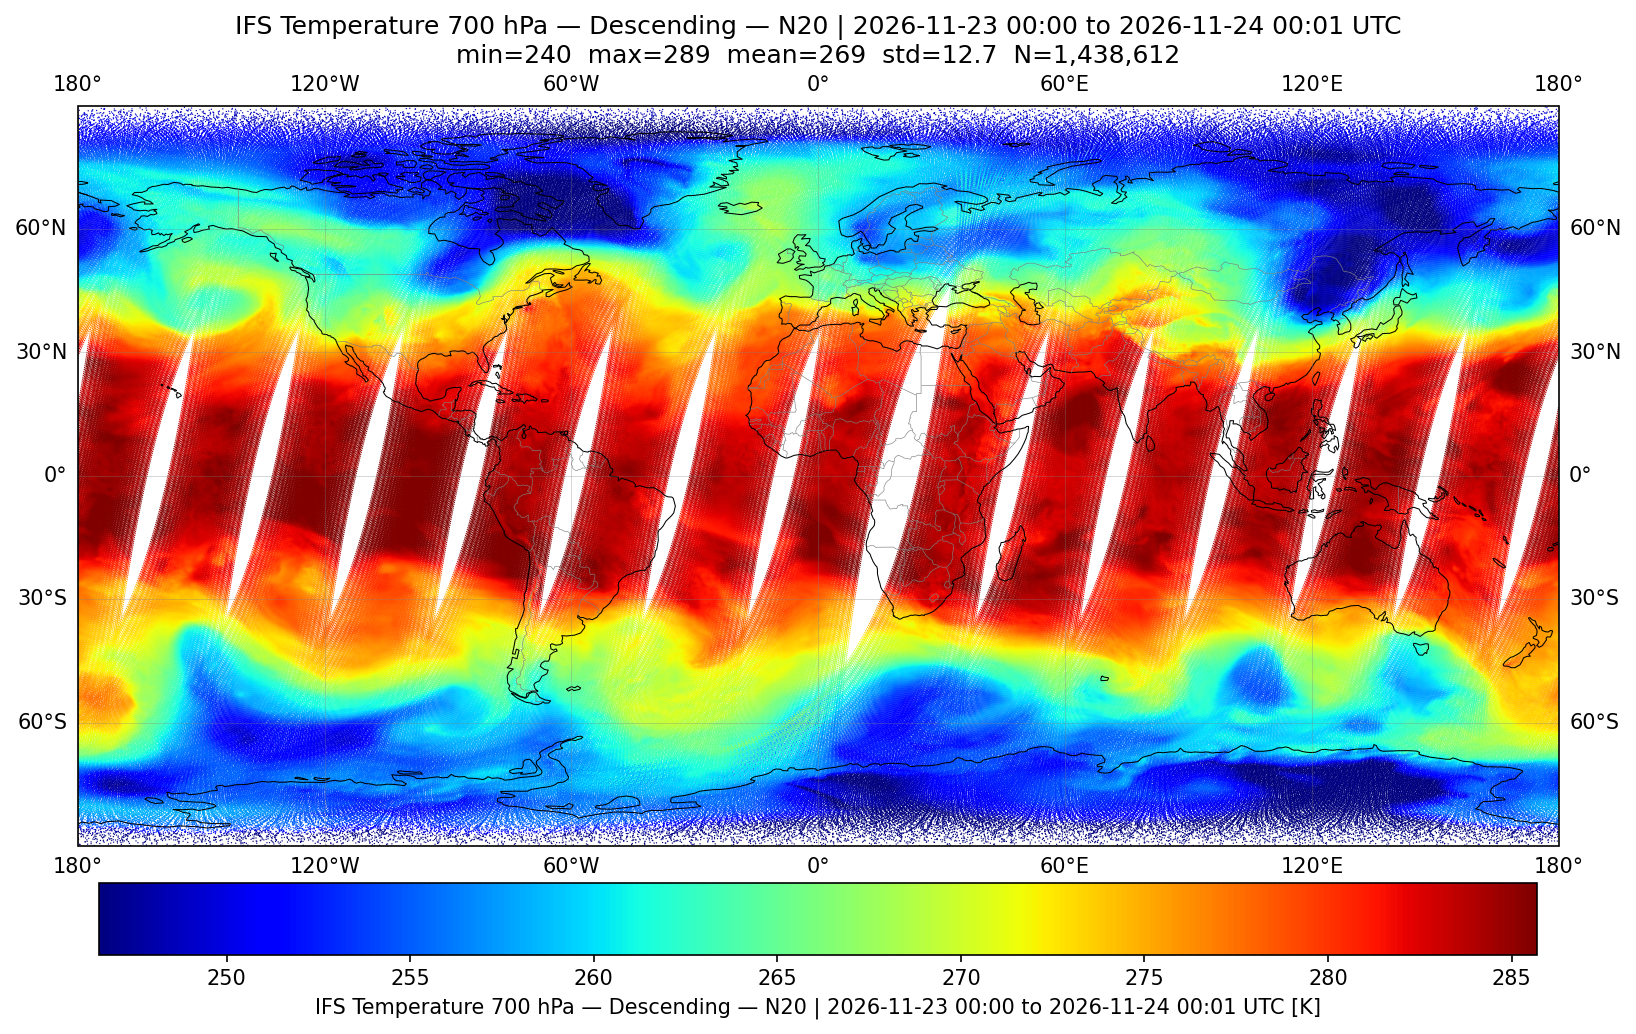 IFS Temperature 700 hPa — Descending — N20 | 2026-11-23 00:00 to 2026-11-24 00:01 UTC
min=240  max=289  mean=269  std=12.7  N=1,438,612
180° 120°W 60°W 0° 60°E 120°E 180°
60°N 60°N
30°N 30°N
0° 0°
30°S 30°S
60°S 60°S
180° 120°W 60°W 0° 60°E 120°E 180°
250 255 260 265 270 275 280 285
IFS Temperature 700 hPa — Descending — N20 | 2026-11-23 00:00 to 2026-11-24 00:01 UTC [K]